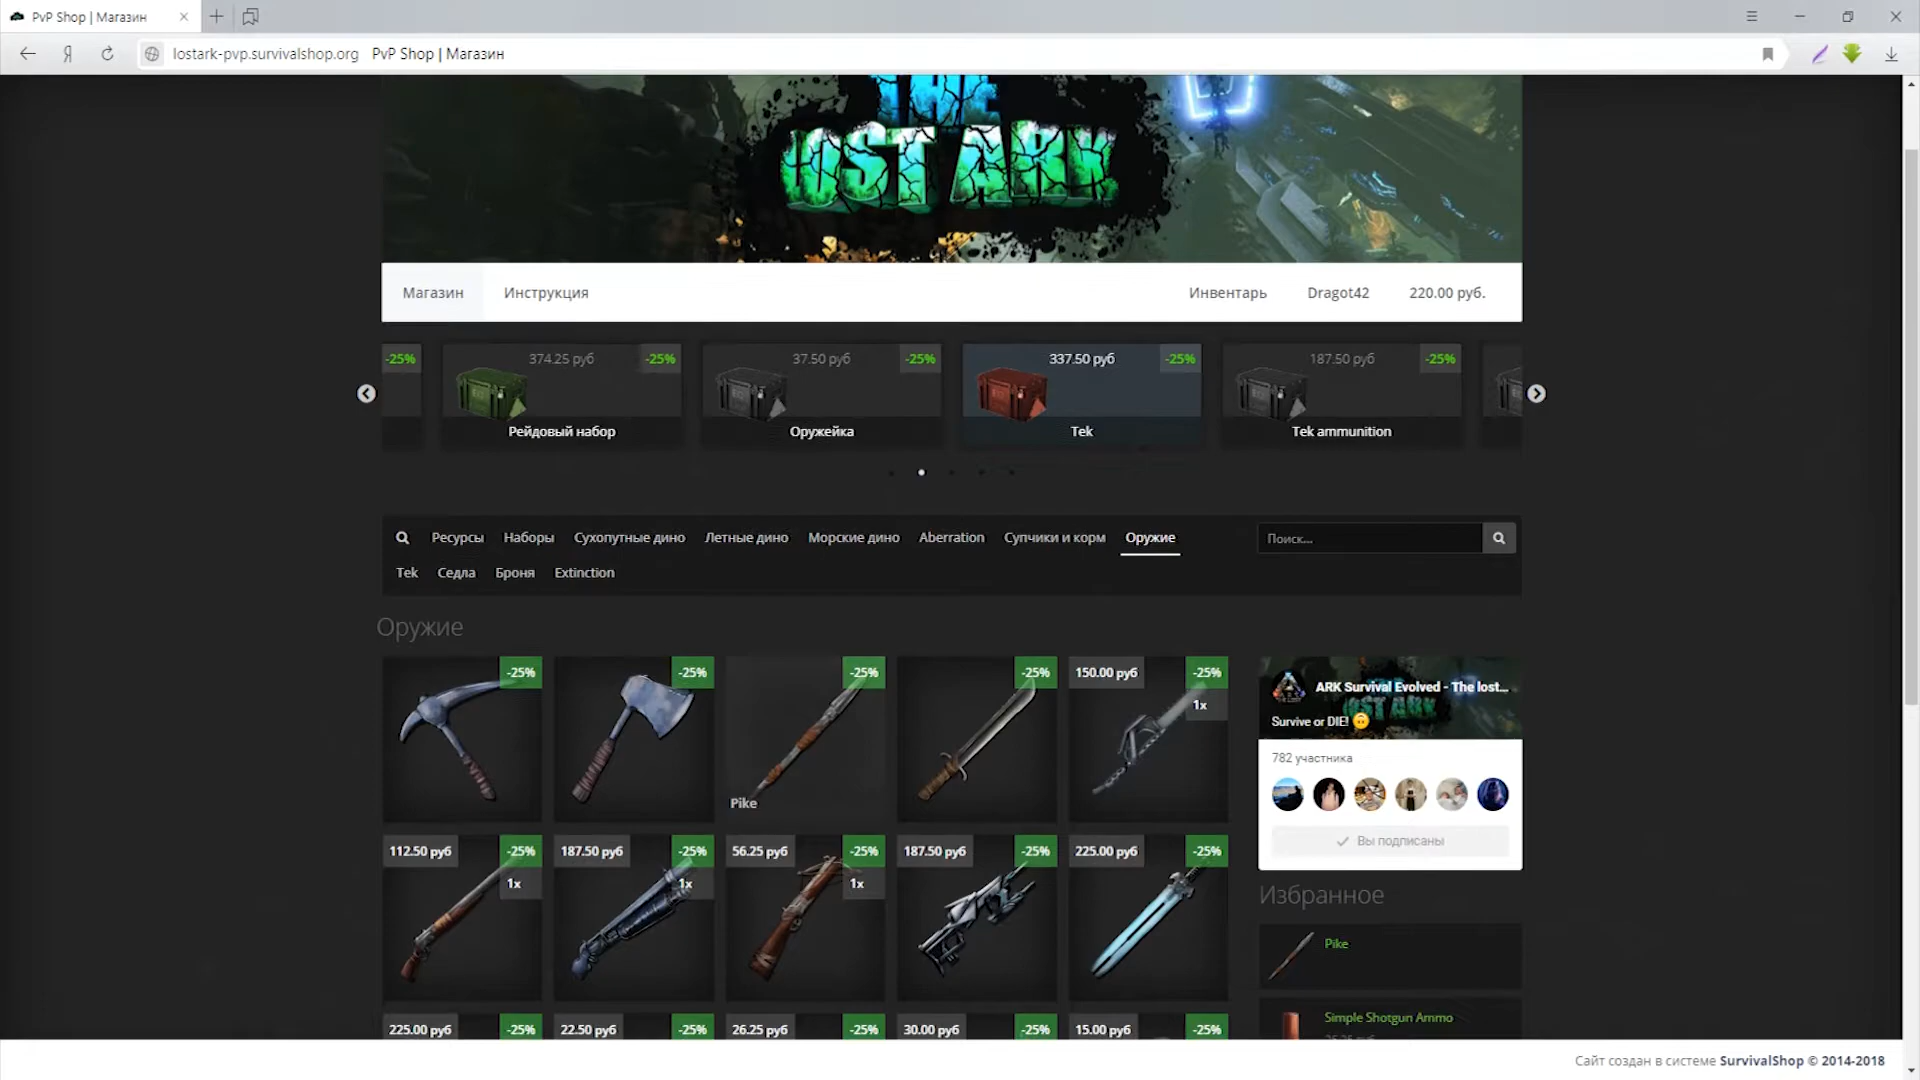 PvP Shop | Магазин
lostark-pvp.survivalshop.org PvP Shop | Магазин
THE
LOST ARK
Магазин Инструкция Инвентарь Dragot42 220.00 руб.
-25% 374.25 руб -25% 37.50 руб -25% 337.50 руб -25% 187.50 руб -25%
Рейдовый набор Оружейка Tek Tek ammunition
Ресурсы Наборы Сухопутные дино Летные дино Морские дино Aberration Супчики и корм Оружие Поиск...
Tek Седла Броня Extinction
Оружие
-25% -25% -25% -25% 150.00 руб -25%
1x
Pike
ARK Survival Evolved - The lost...
Survive or DIE! 🙃
782 участника
Вы подписаны
112.50 руб -25% 187.50 руб -25% 56.25 руб -25% 187.50 руб -25% 225.00 руб -25%
1x 1x 1x
Избранное
Pike
Simple Shotgun Ammo
225.00 руб -25% 22.50 руб -25% 26.25 руб -25% 30.00 руб -25% 15.00 руб -25%
Сайт создан в системе SurvivalShop © 2014-2018